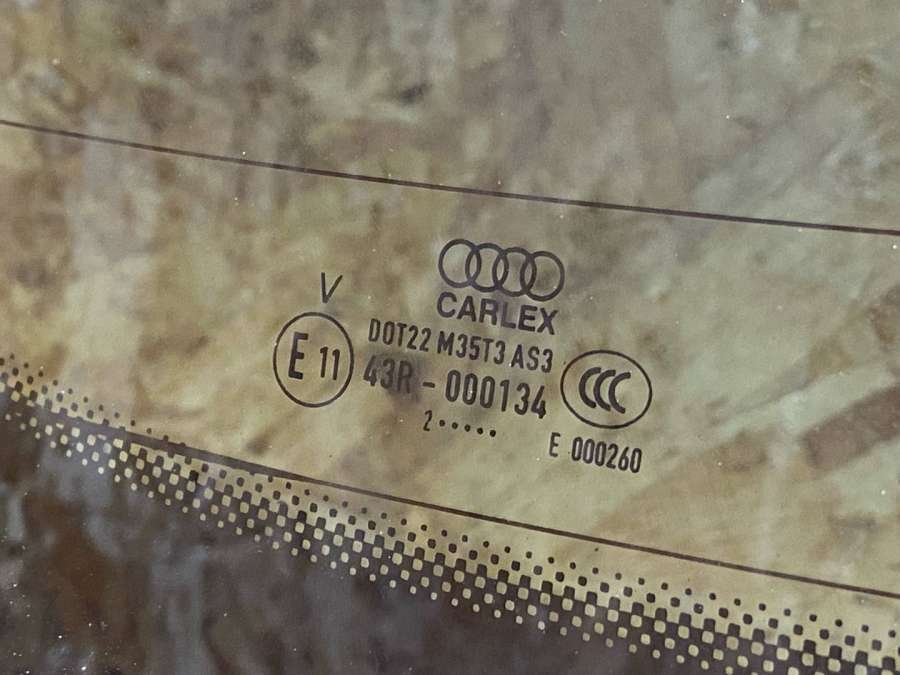 CARLEX
V
DOT22 M35T3 AS3
E 11
43R - 000134
CCC
2•••••
E 000260